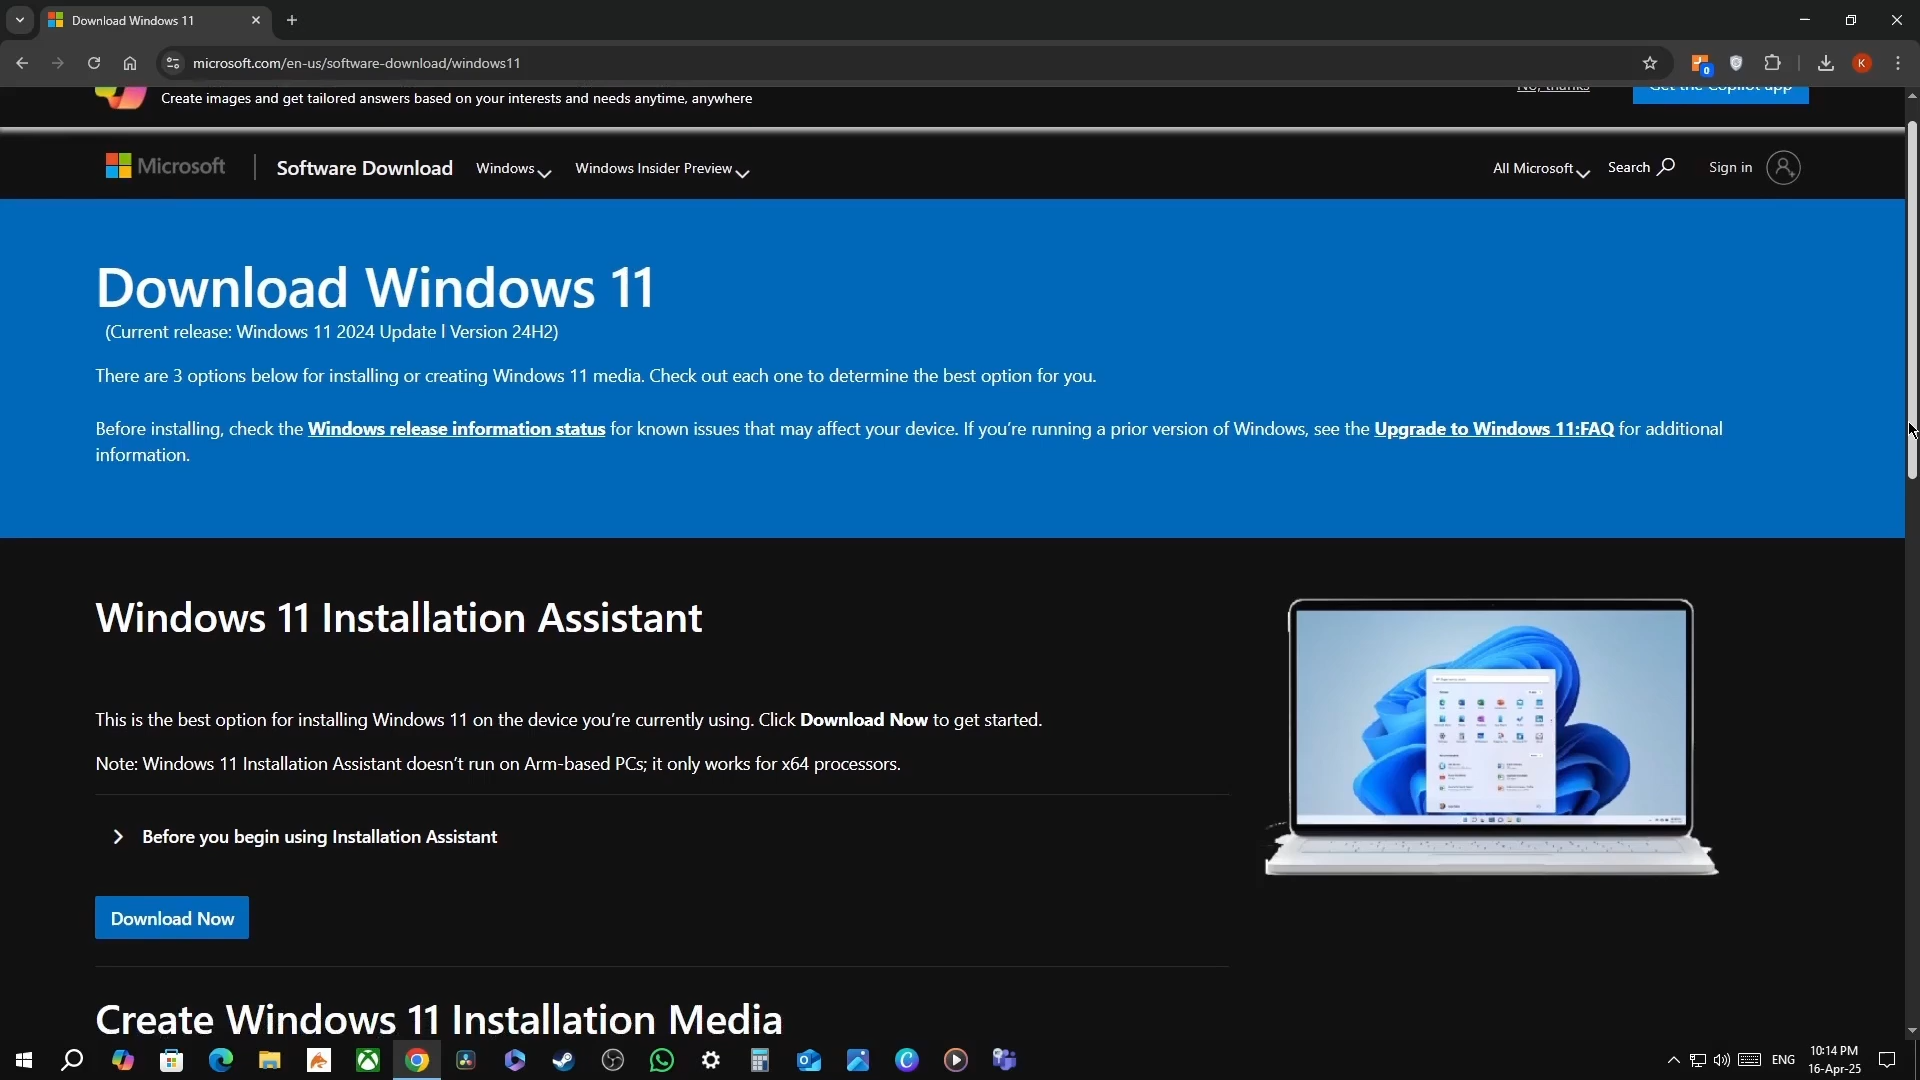 Download Windows 11
microsoft.com/en-us/software-download/windows11
0
K
Create images and get tailored answers based on your interests and needs anytime, anywhere
No, thanks
Get the Copilot app
Microsoft
Software Download
Windows
Windows Insider Preview
All Microsoft
Search
Sign in
Download Windows 11
(Current release: Windows 11 2024 Update l Version 24H2)
There are 3 options below for installing or creating Windows 11 media. Check out each one to determine the best option for you.
Before installing, check the Windows release information status for known issues that may affect your device. If you’re running a prior version of Windows, see the Upgrade to Windows 11:FAQ for additional
information.
Windows 11 Installation Assistant
This is the best option for installing Windows 11 on the device you’re currently using. Click Download Now to get started.
Note: Windows 11 Installation Assistant doesn’t run on Arm-based PCs; it only works for x64 processors.
Before you begin using Installation Assistant
Download Now
Create Windows 11 Installation Media
ENG
10:14 PM
16-Apr-25